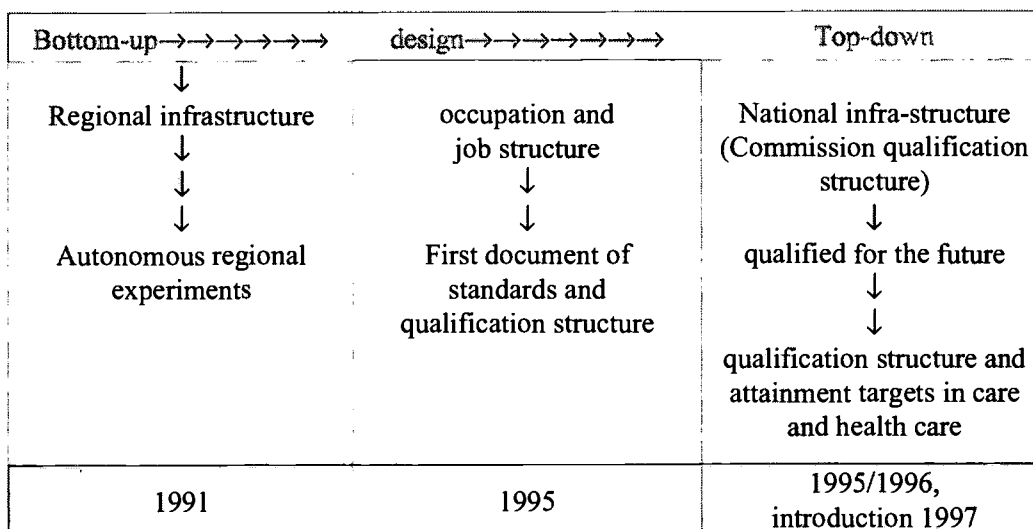 Bottom-up→→→→→→ design→→→→→→→ Top-down
↓
Regional infrastructure
↓
↓
↓
Autonomous regional
experiments
occupation and
job structure
↓
↓
First document of
standards and
qualification structure
National infra-structure
(Commission qualification
structure)
↓
qualified for the future
↓
↓
qualification structure and
attainment targets in care
and health care
1991
1995
1995/1996,
introduction 1997